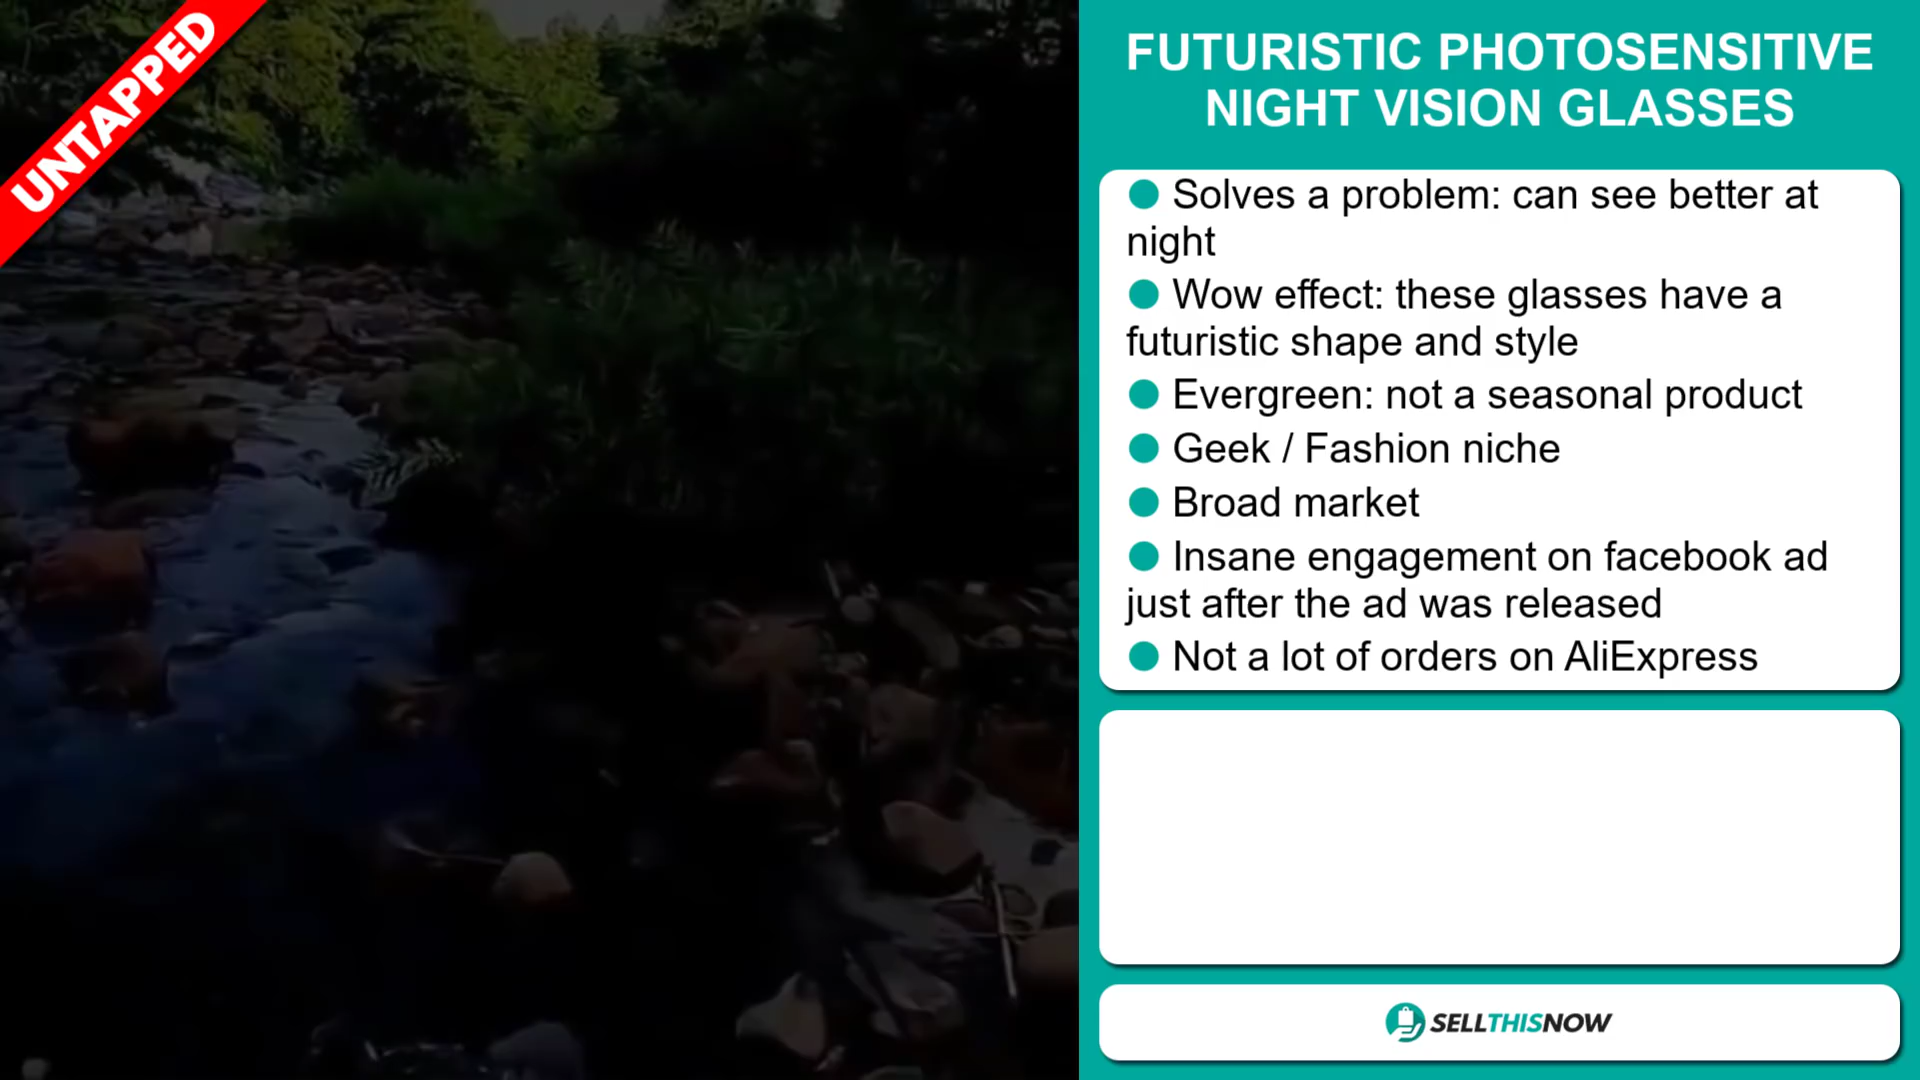 UNTAPPED
FUTURISTIC PHOTOSENSITIVE
NIGHT VISION GLASSES
● Solves a problem: can see better at
night
● Wow effect: these glasses have a
futuristic shape and style
● Evergreen: not a seasonal product
● Geek / Fashion niche
● Broad market
● Insane engagement on facebook ad
just after the ad was released
● Not a lot of orders on AliExpress
SELLTHISNOW